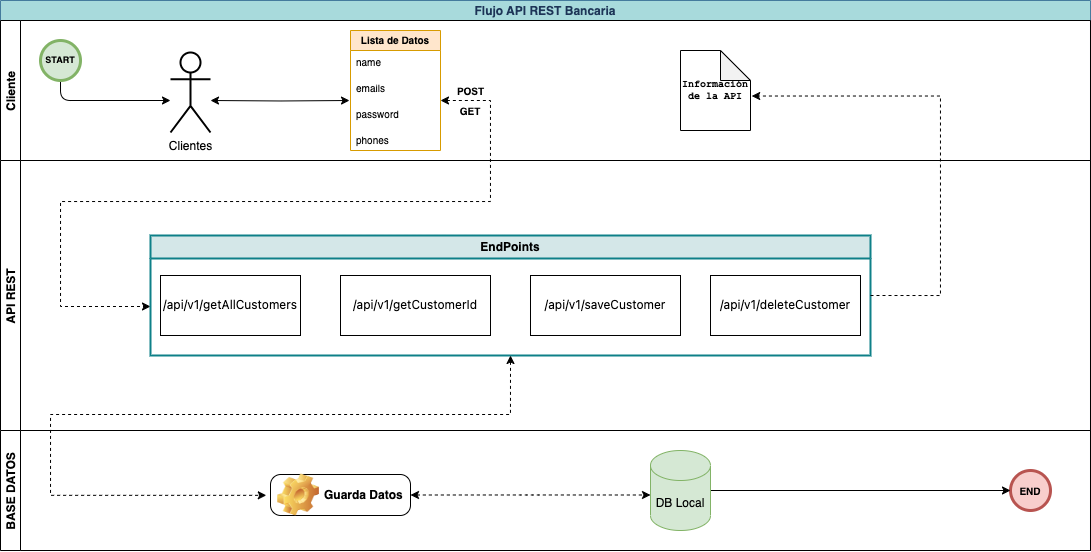 Flujo API REST Bancaria
Cliente
START
Clientes
Lista de Datos
name
emails
password
phones
POST
GET
Información
de la API
API REST
EndPoints
/api/v1/getAllCustomers
/api/v1/getCustomerId
/api/v1/saveCustomer
/api/v1/deleteCustomer
BASE DATOS
Guarda Datos
DB Local
END